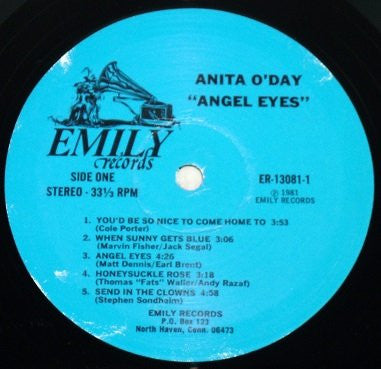 ANITA O'DAY
"ANGEL EYES"
EMILY
records
SIDE ONE
STEREO · 33⅓ RPM
ER-13081-1
℗ 1981
EMILY RECORDS
1. YOU'D BE SO NICE TO COME HOME TO 3:53
(Cole Porter)
2. WHEN SUNNY GETS BLUE 3:06
(Marvin Fisher/Jack Segal)
3. ANGEL EYES 4:26
(Matt Dennis/Earl Brent)
4. HONEYSUCKLE ROSE 3:18
(Thomas "Fats" Waller/Andy Razaf)
5. SEND IN THE CLOWNS 4:58
(Stephen Sondheim)
EMILY RECORDS
P.O. Box 123
North Haven, Conn. 06473